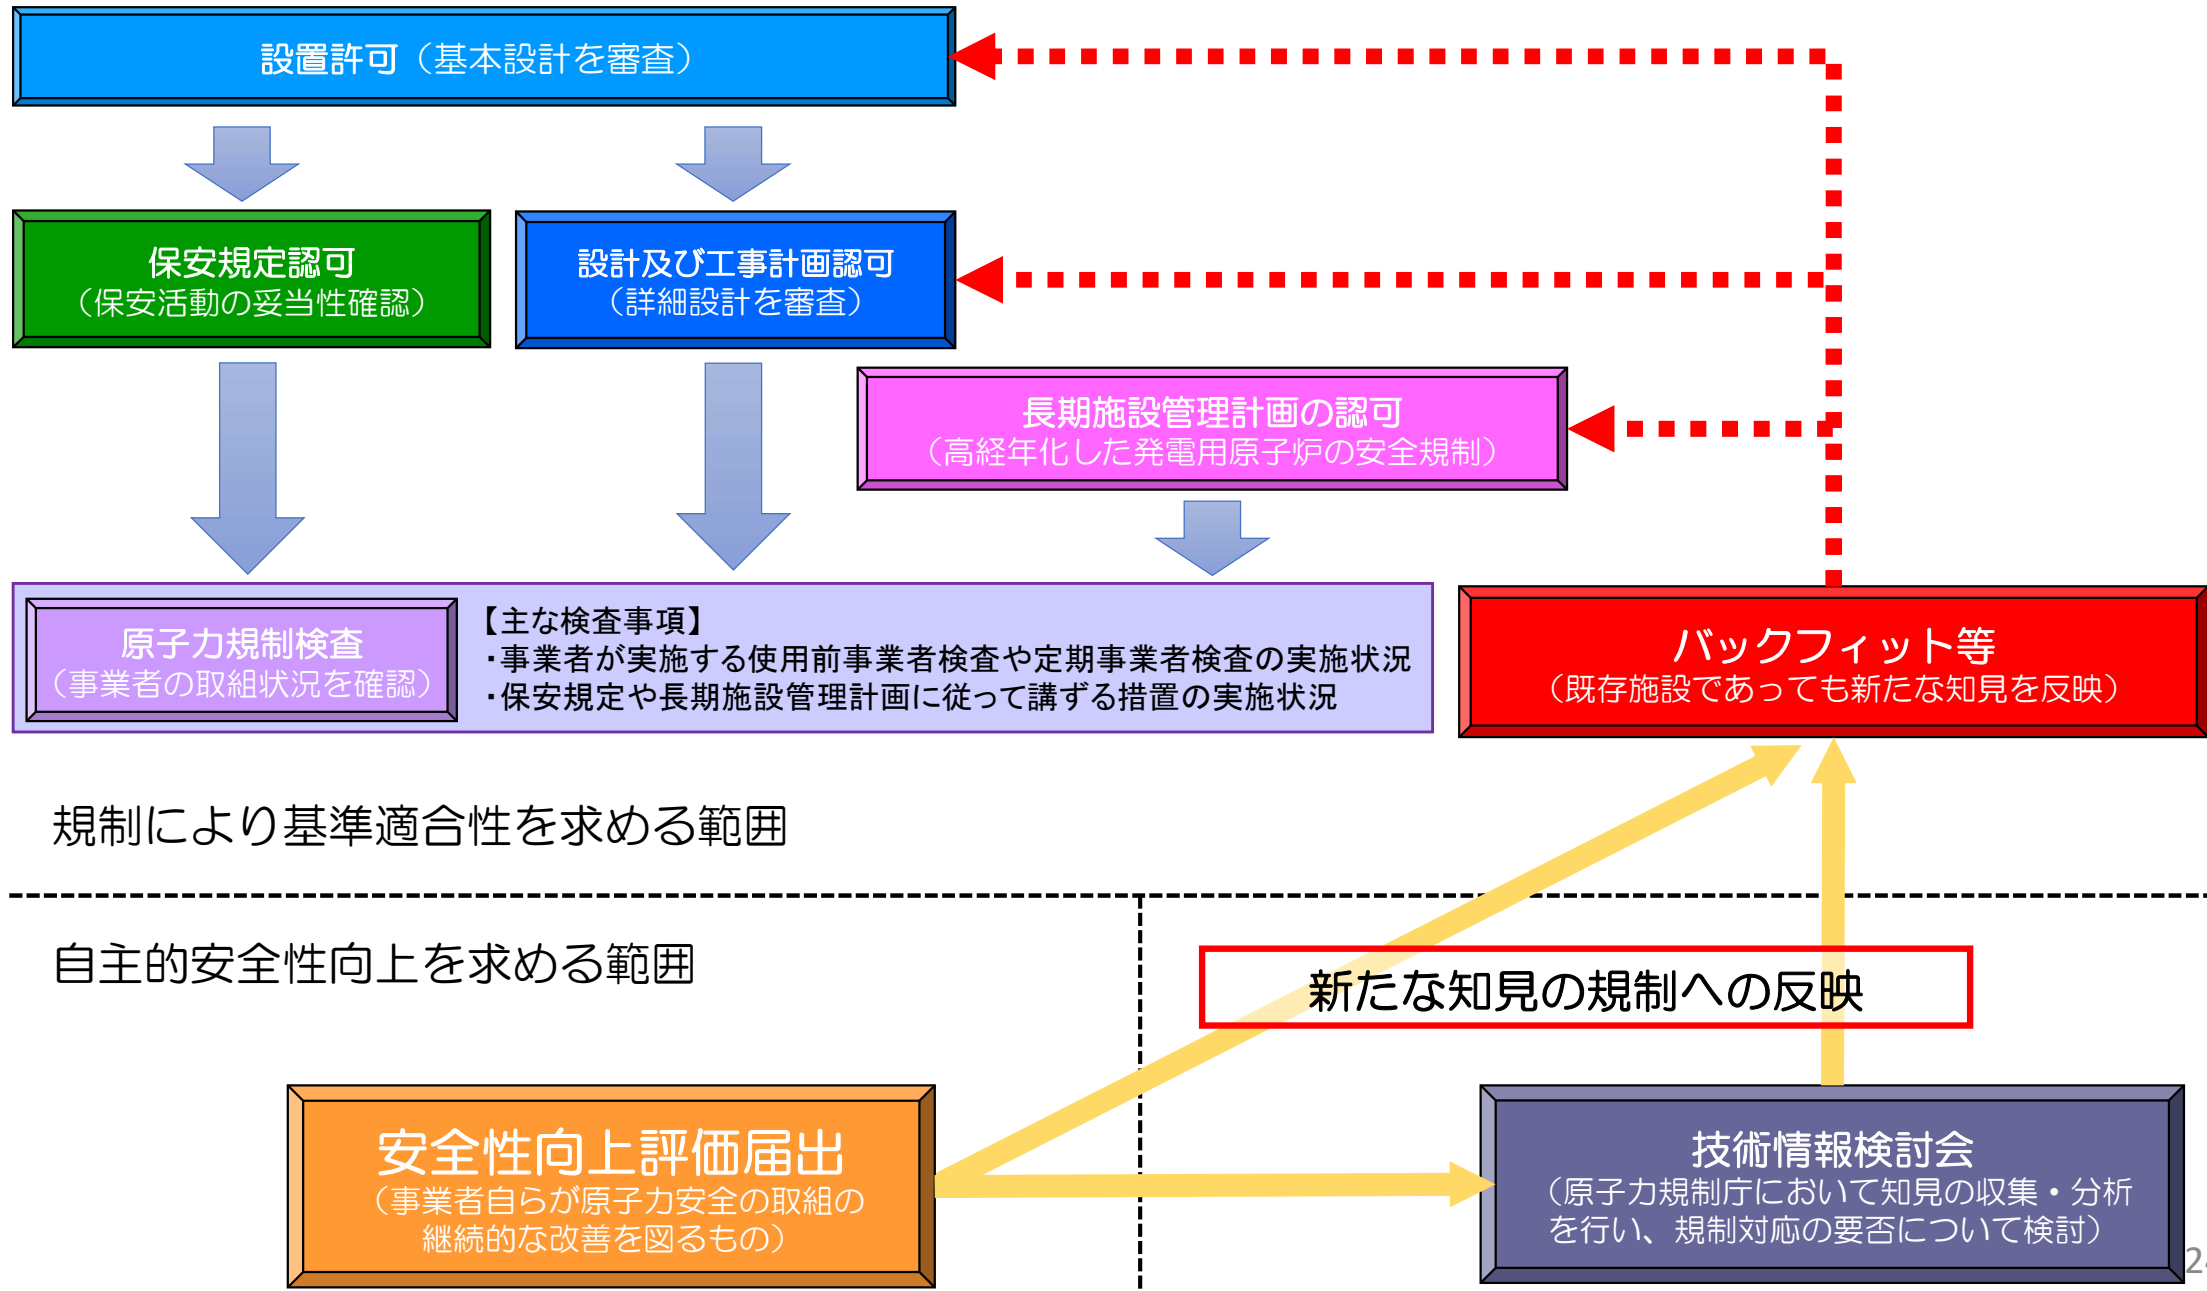 設置許可（基本設計を審査）
保安規定認可
（保安活動の妥当性確認）
設計及び工事計画認可
（詳細設計を審査）
長期施設管理計画の認可
（高経年化した発電用原子炉の安全規制）
原子力規制検査
（事業者の取組状況を確認）
【主な検査事項】
・事業者が実施する使用前事業者検査や定期事業者検査の実施状況
・保安規定や長期施設管理計画に従って講ずる措置の実施状況
バックフィット等
（既存施設であっても新たな知見を反映）
規制により基準適合性を求める範囲
自主的安全性向上を求める範囲
新たな知見の規制への反映
安全性向上評価届出
（事業者自らが原子力安全の取組の
継続的な改善を図るもの）
技術情報検討会
（原子力規制庁において知見の収集・分析
を行い、規制対応の要否について検討）